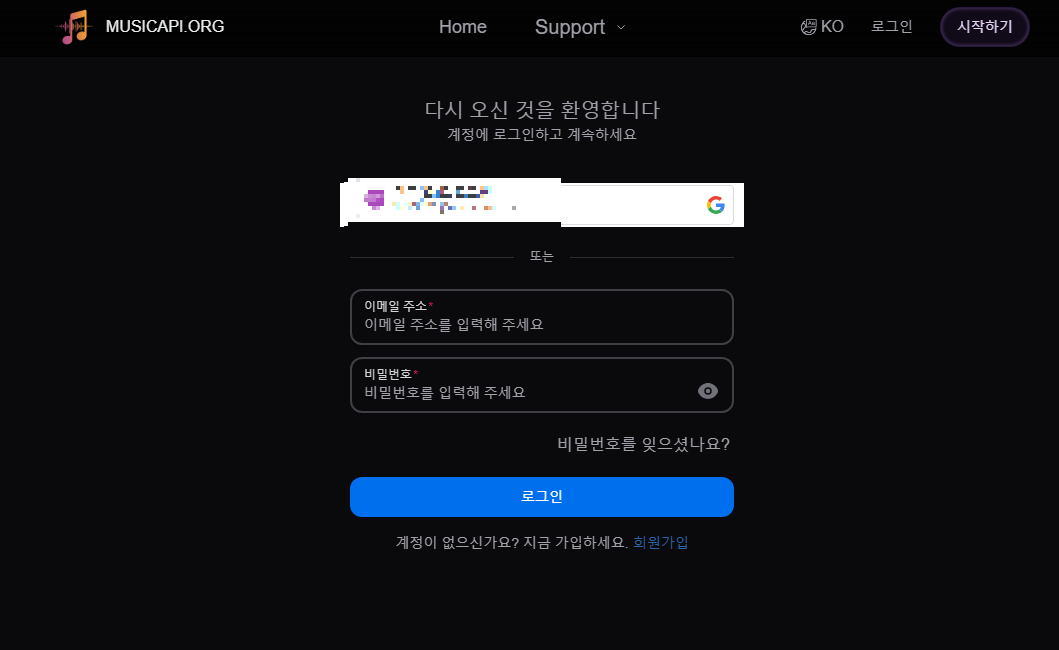 MUSICAPI.ORG
Home
Support
KO
로그인
시작하기
다시 오신 것을 환영합니다
계정에 로그인하고 계속하세요
또는
이메일 주소*
이메일 주소를 입력해 주세요
비밀번호*
비밀번호를 입력해 주세요
비밀번호를 잊으셨나요?
로그인
계정이 없으신가요? 지금 가입하세요. 회원가입